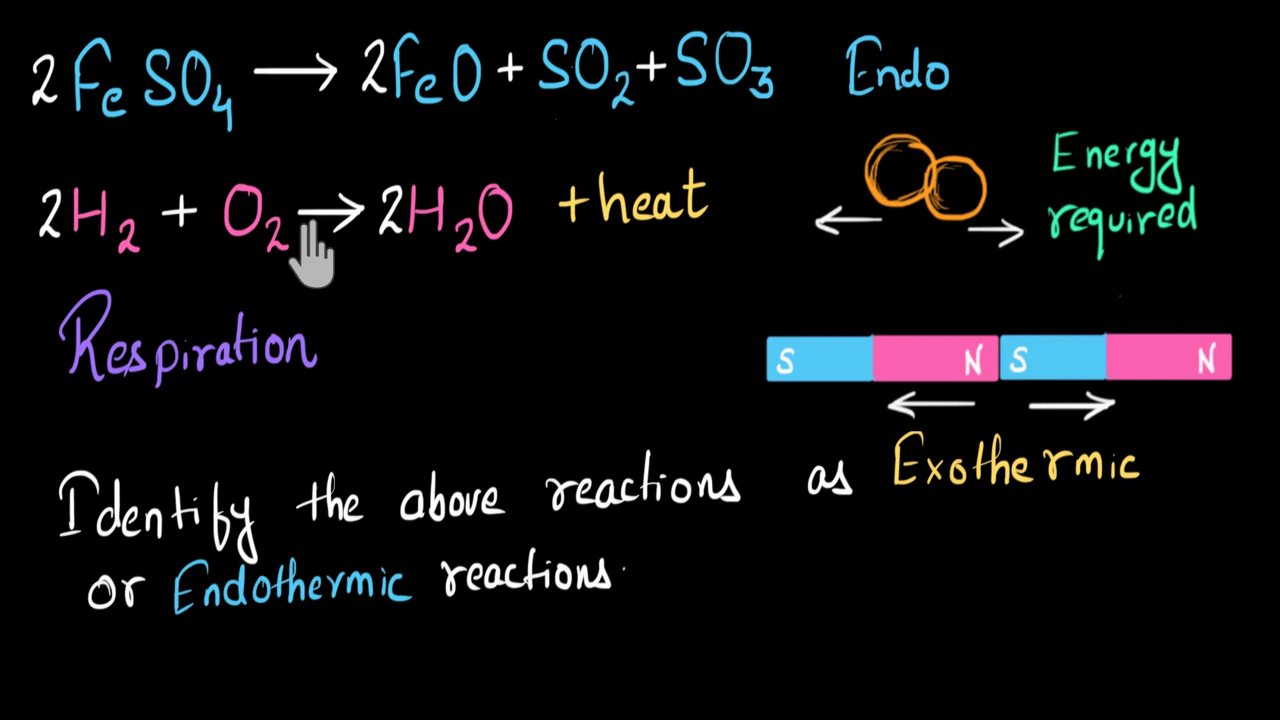 2FeSO₄ → 2FeO + SO₂ + SO₃ Endo
2H₂ + O₂ → 2H₂O + heat
Energy
required
Respiration
S N S N
Identify the above reactions as Exothermic
or Endothermic reactions.